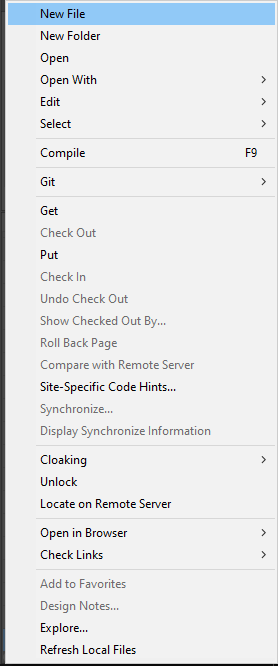 New File
New Folder
Open
Open With
Edit
Select
Compile F9
Git
Get
Check Out
Put
Check In
Undo Check Out
Show Checked Out By...
Roll Back Page
Compare with Remote Server
Site-Specific Code Hints...
Synchronize...
Display Synchronize Information
Cloaking
Unlock
Locate on Remote Server
Open in Browser
Check Links
Add to Favorites
Design Notes...
Explore...
Refresh Local Files